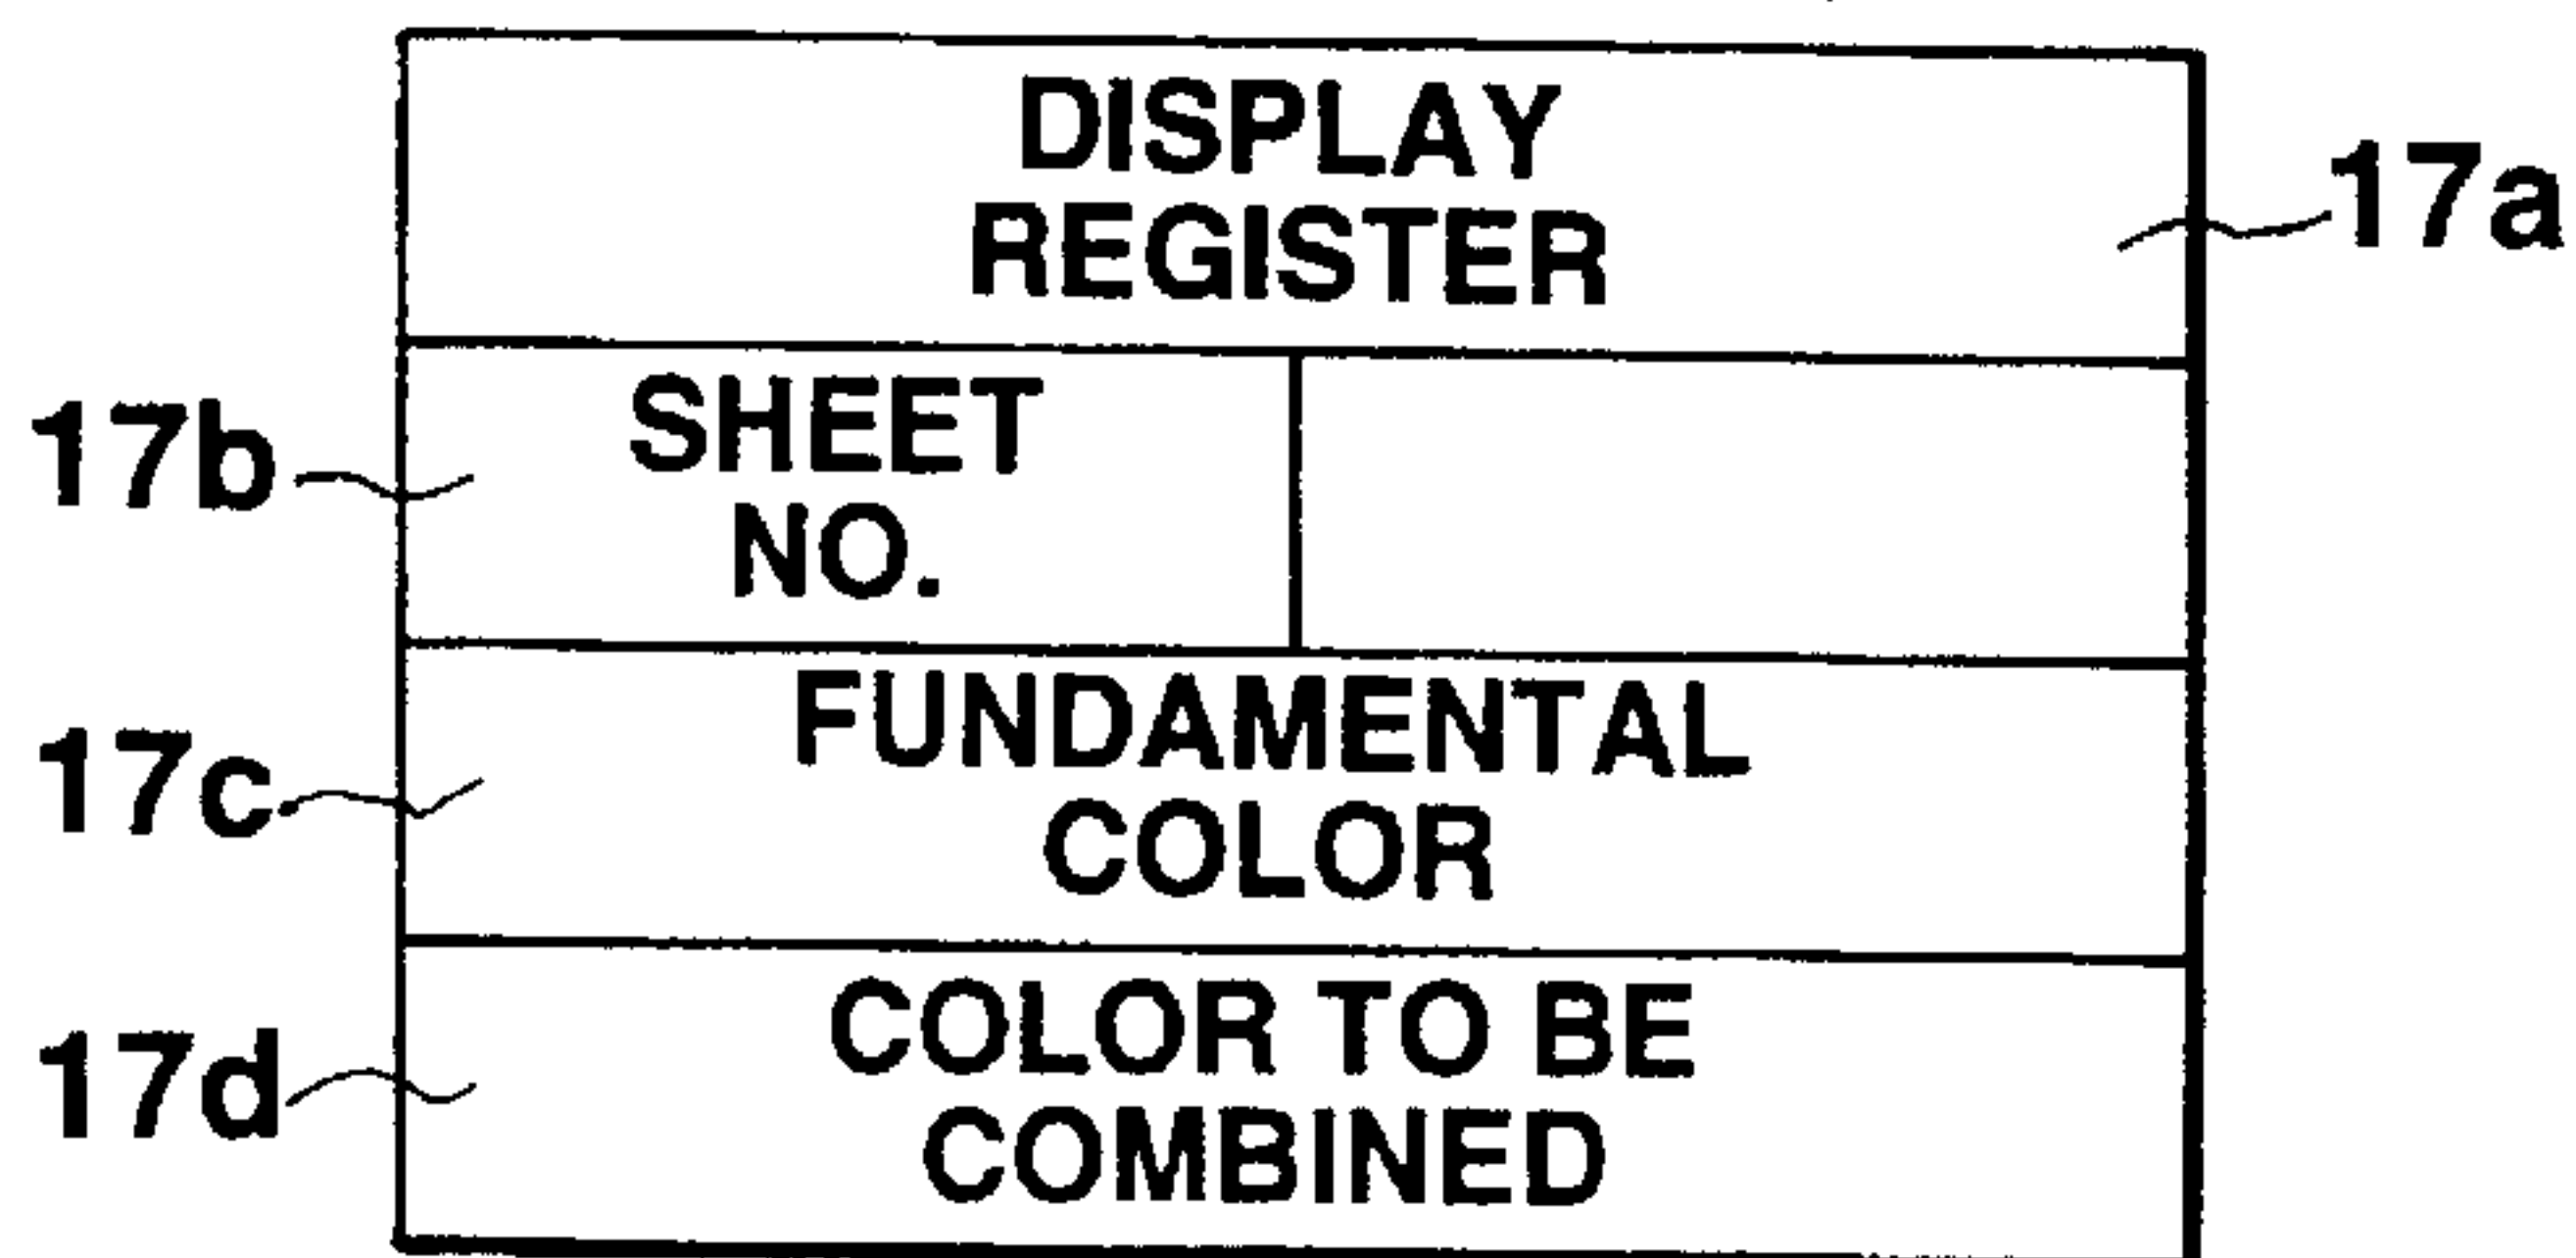 DISPLAY
REGISTER
17a
17b
SHEET
NO.
17c
FUNDAMENTAL
COLOR
17d
COLOR TO BE
COMBINED